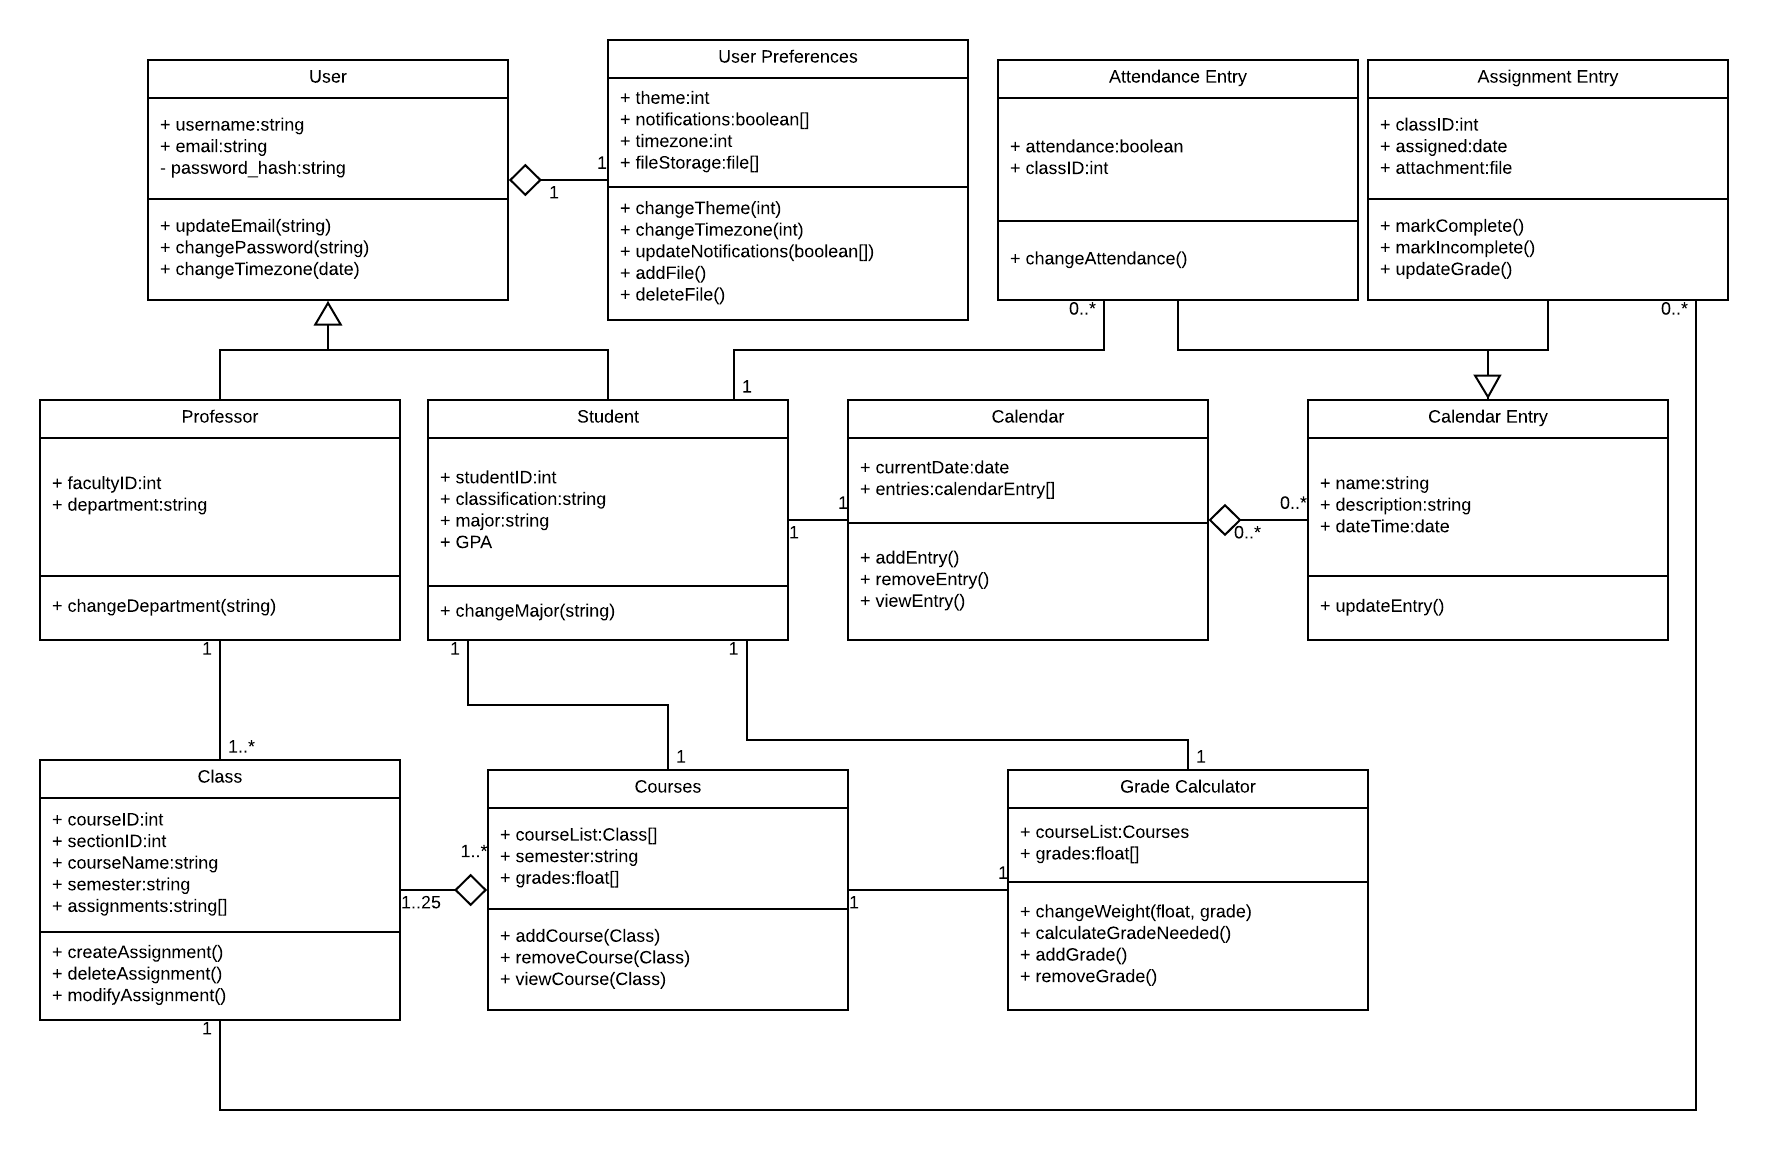 User
+ username:string
+ email:string
- password_hash:string
+ updateEmail(string)
+ changePassword(string)
+ changeTimezone(date)
1
1
User Preferences
+ theme:int
+ notifications:boolean[]
+ timezone:int
+ fileStorage:file[]
+ changeTheme(int)
+ changeTimezone(int)
+ updateNotifications(boolean[])
+ addFile()
+ deleteFile()
Attendance Entry
+ attendance:boolean
+ classID:int
+ changeAttendance()
0..*
1
Assignment Entry
+ classID:int
+ assigned:date
+ attachment:file
+ markComplete()
+ markIncomplete()
+ updateGrade()
0..*
Professor
+ facultyID:int
+ department:string
+ changeDepartment(string)
1
1..*
Student
+ studentID:int
+ classification:string
+ major:string
+ GPA
+ changeMajor(string)
1
1
1
1
Calendar
+ currentDate:date
+ entries:calendarEntry[]
+ addEntry()
+ removeEntry()
+ viewEntry()
0..*
0..*
Calendar Entry
+ name:string
+ description:string
+ dateTime:date
+ updateEntry()
Class
+ courseID:int
+ sectionID:int
+ courseName:string
+ semester:string
+ assignments:string[]
+ createAssignment()
+ deleteAssignment()
+ modifyAssignment()
1
1..*
1..25
1
Courses
+ courseList:Class[]
+ semester:string
+ grades:float[]
+ addCourse(Class)
+ removeCourse(Class)
+ viewCourse(Class)
1
1
1
Grade Calculator
+ courseList:Courses
+ grades:float[]
+ changeWeight(float, grade)
+ calculateGradeNeeded()
+ addGrade()
+ removeGrade()